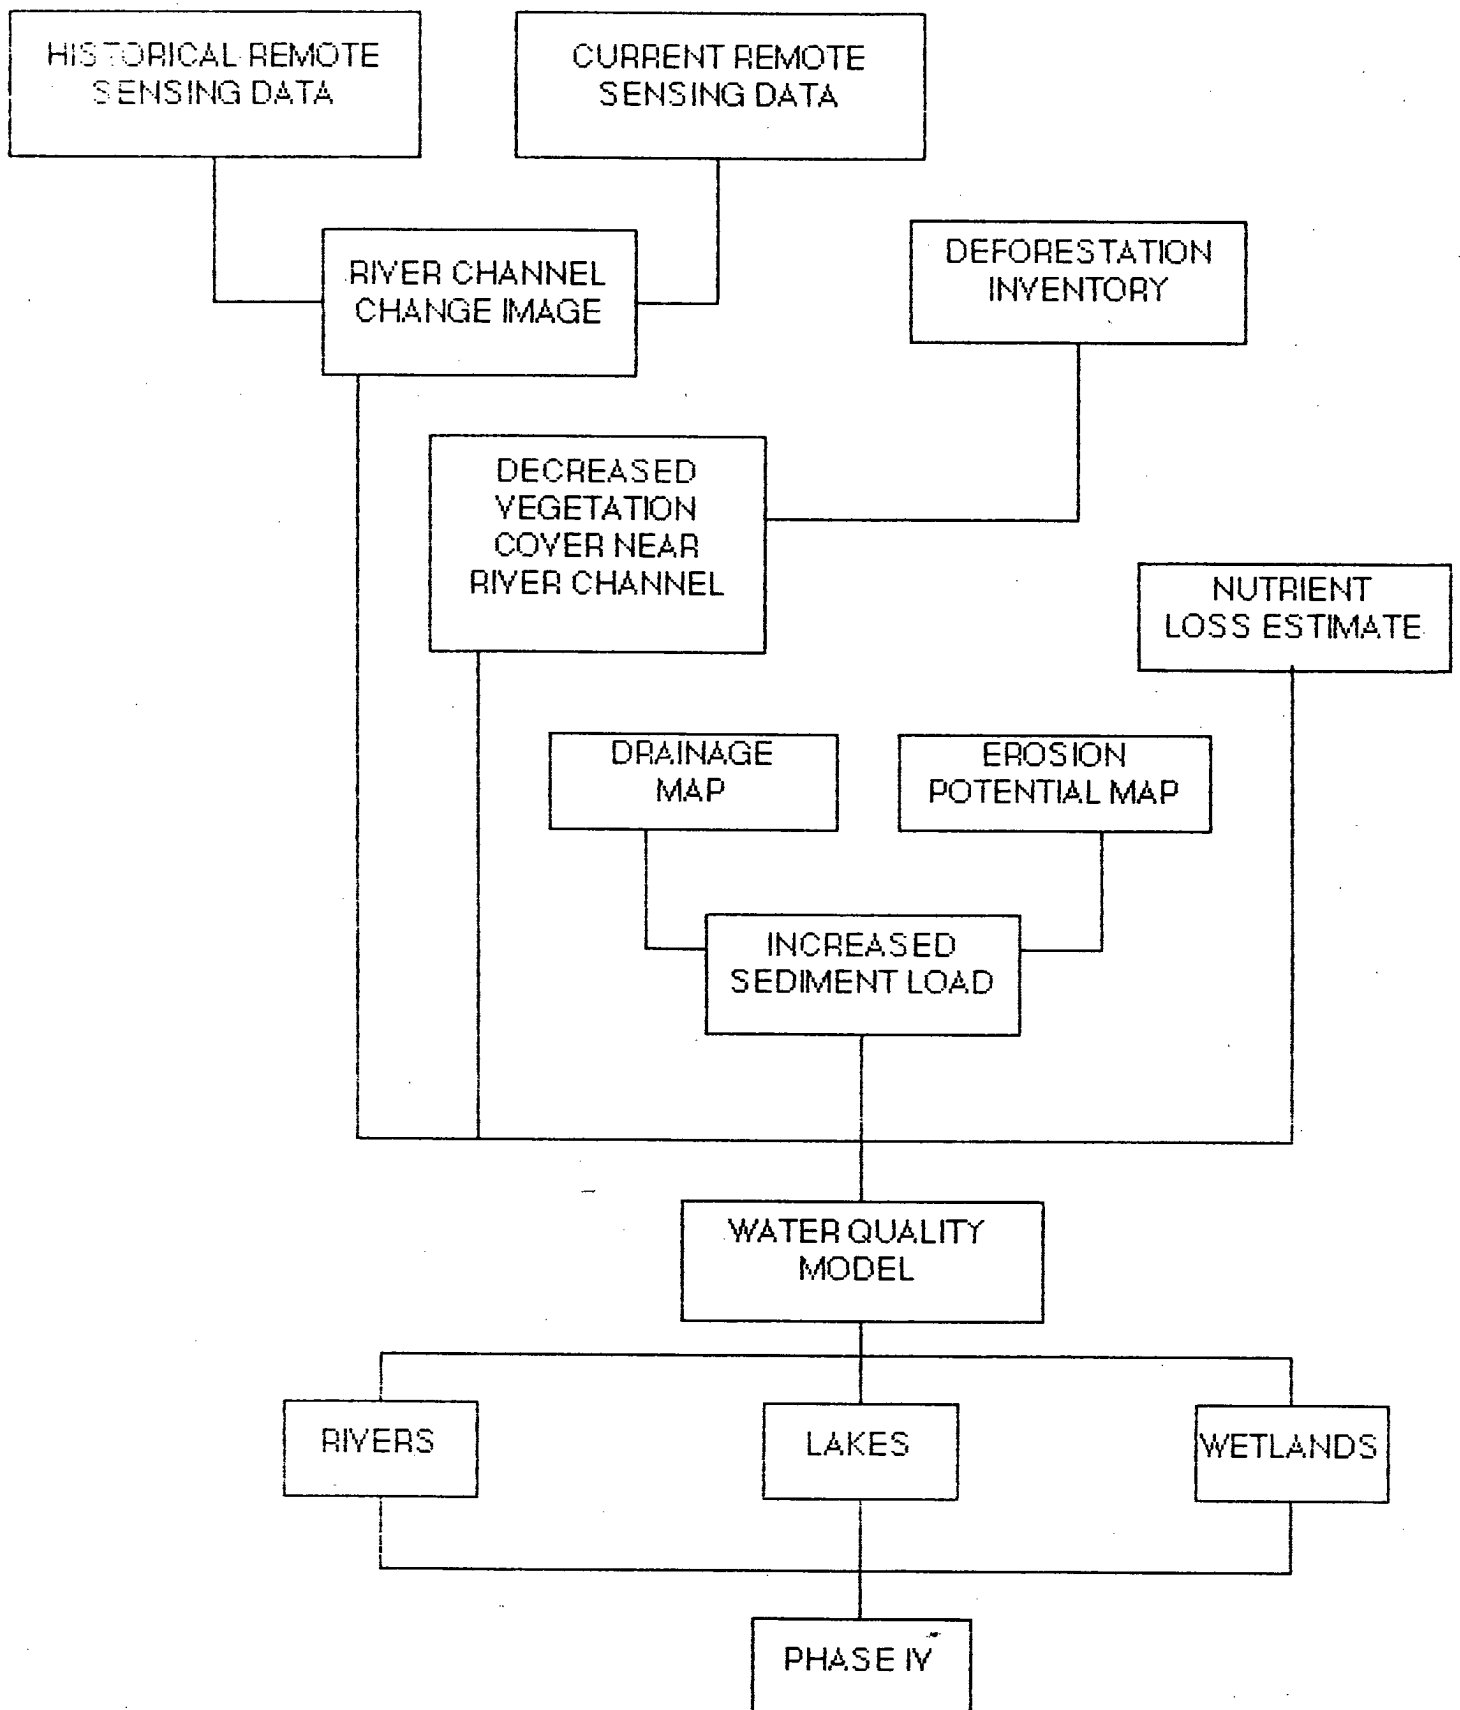 HISTORICAL REMOTE
SENSING DATA
CURRENT REMOTE
SENSING DATA
RIVER CHANNEL
CHANGE IMAGE
DEFORESTATION
INVENTORY
DECREASED
VEGETATION
COVER NEAR
RIVER CHANNEL
NUTRIENT
LOSS ESTIMATE
DRAINAGE
MAP
EROSION
POTENTIAL MAP
INCREASED
SEDIMENT LOAD
WATER QUALITY
MODEL
RIVERS
LAKES
WETLANDS
PHASE IV